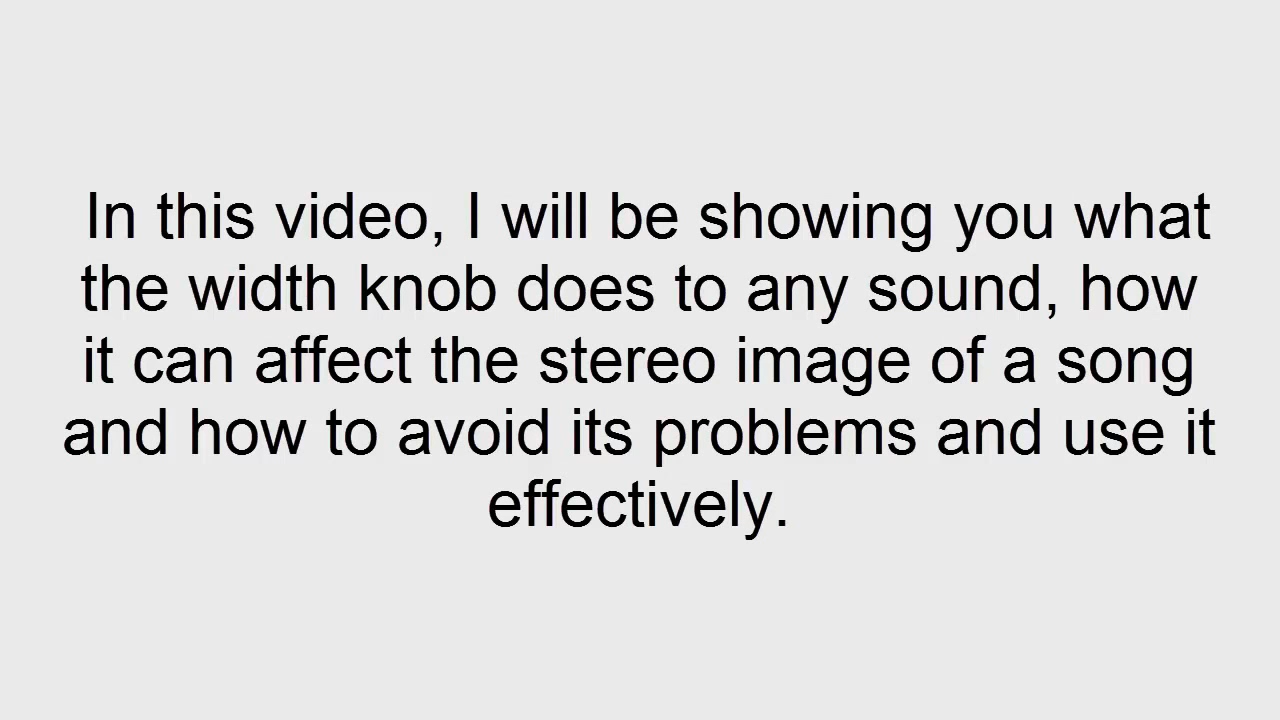 In this video, I will be showing you what
the width knob does to any sound, how
it can affect the stereo image of a song
and how to avoid its problems and use it
effectively.